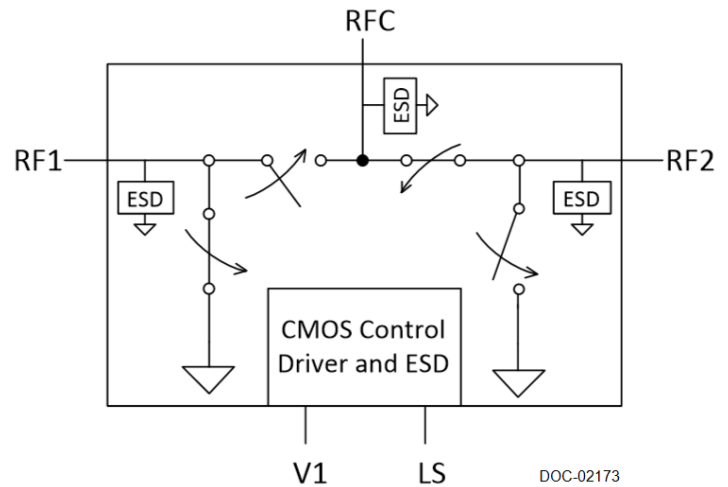 RFC
ESD
RF1
RF2
ESD
ESD
CMOS Control
Driver and ESD
V1
LS
DOC-02173